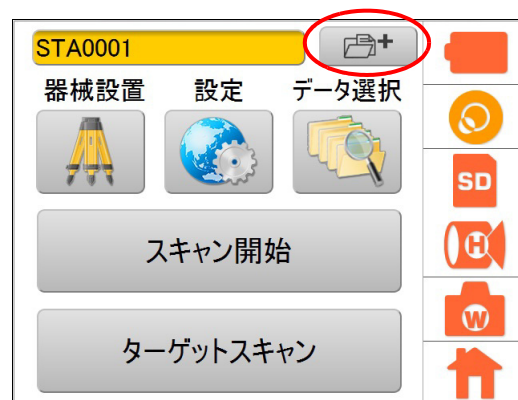 STA0001
器械設置 設定 データ選択
スキャン開始
ターゲットスキャン
SD
H
W